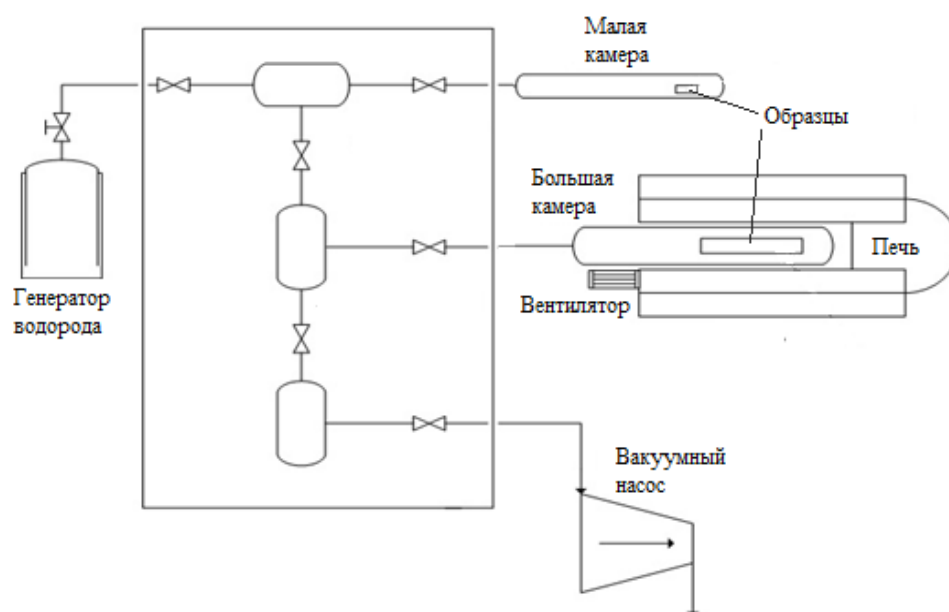 Малая
камера
Образцы
Большая
камера
Печь
Вентилятор
Генератор
водорода
Вакуумный
насос